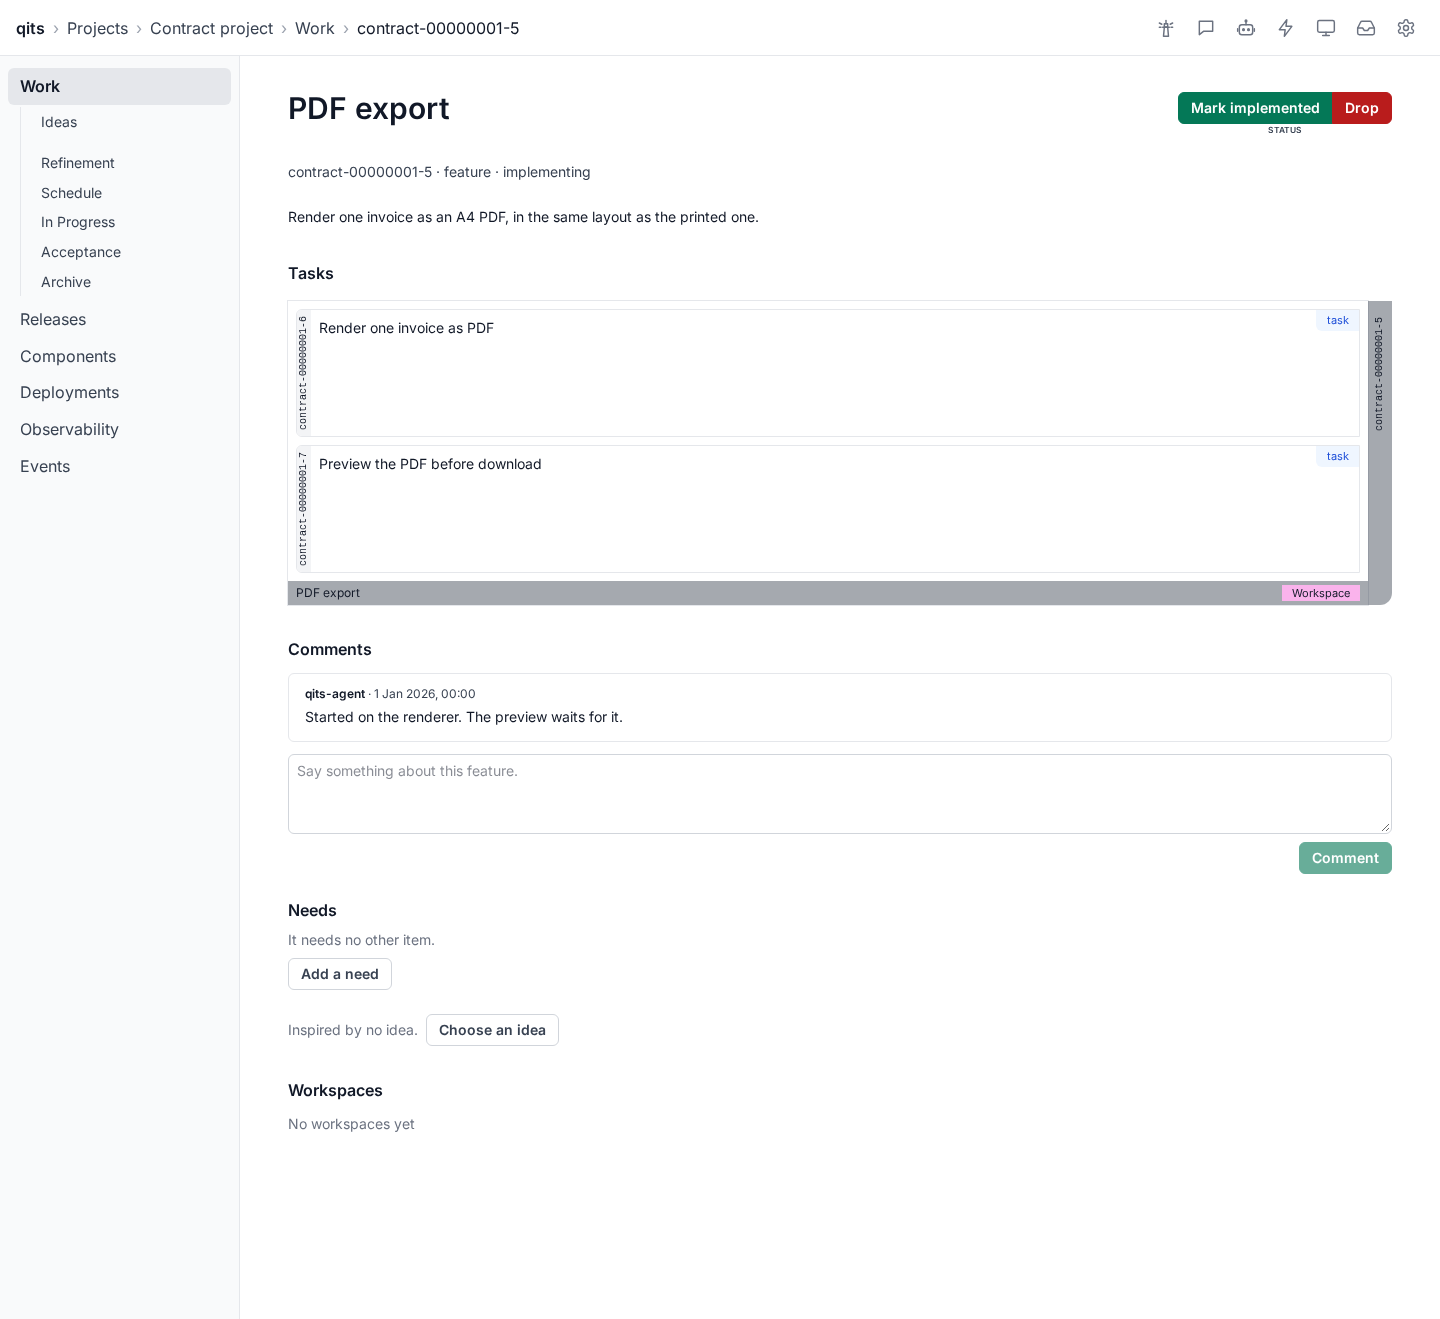 qits › Projects › Contract project › Work › contract-00000001-5
Work
Ideas
Refinement
Schedule
In Progress
Acceptance
Archive
Releases
Components
Deployments
Observability
Events
PDF export
Mark implemented
Drop
STATUS
contract-00000001-5 · feature · implementing
Render one invoice as an A4 PDF, in the same layout as the printed one.
Tasks
contract-00000001-6
Render one invoice as PDF
task
contract-00000001-7
Preview the PDF before download
task
contract-00000001-5
PDF export
Workspace
Comments
qits-agent · 1 Jan 2026, 00:00
Started on the renderer. The preview waits for it.
Say something about this feature.
Comment
Needs
It needs no other item.
Add a need
Inspired by no idea.
Choose an idea
Workspaces
No workspaces yet